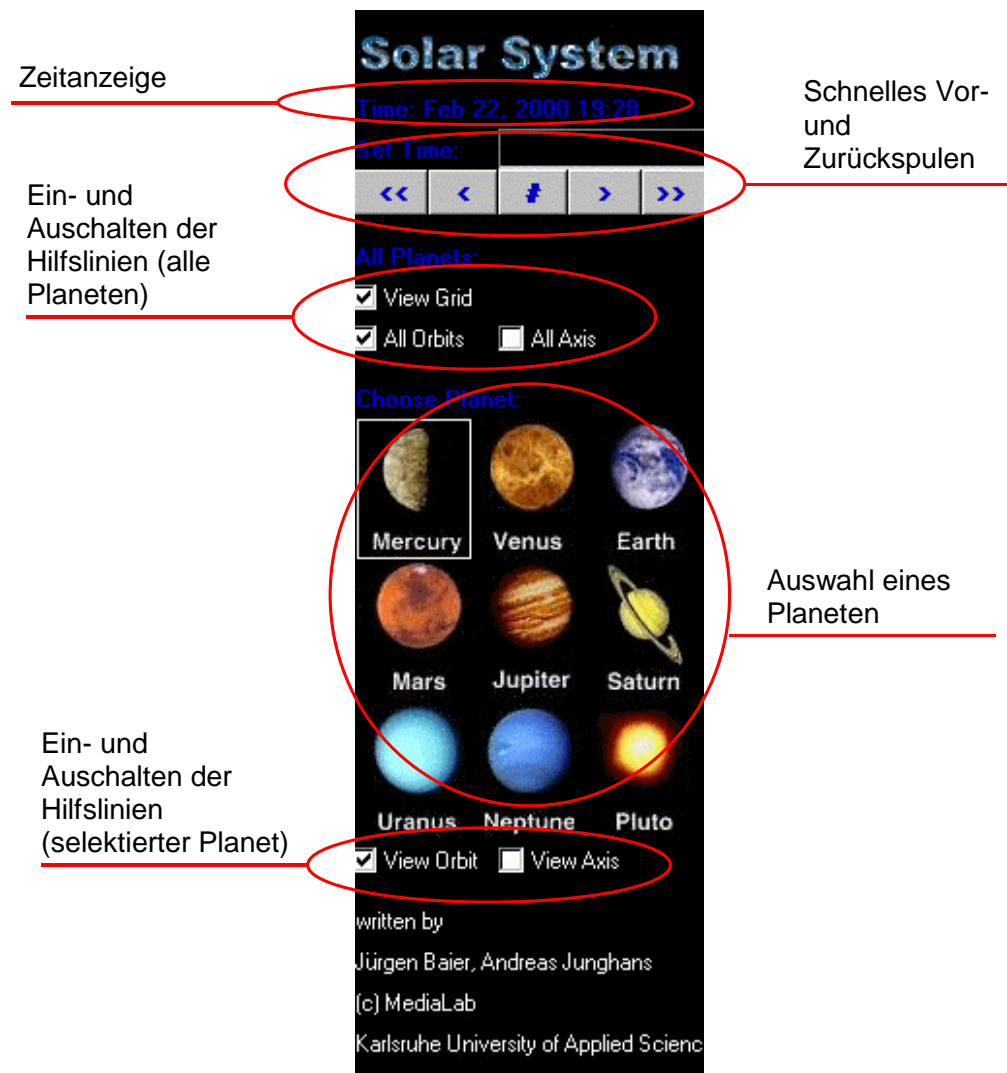 Solar System
Zeitanzeige
Time: Feb 22, 2000 19:28
Schnelles Vor-
und
Zurückspulen
Set Time:
<< < # > >>
Ein- und
Auschalten der
Hilfslinien (alle
Planeten)
All Planets:
View Grid
All Orbits All Axis
Choose Planet:
Mercury Venus Earth
Auswahl eines
Planeten
Mars Jupiter Saturn
Ein- und
Auschalten der
Hilfslinien
(selektierter Planet)
Uranus Neptune Pluto
View Orbit View Axis
written by
Jürgen Baier, Andreas Junghans
(c) MediaLab
Karlsruhe University of Applied Scienc